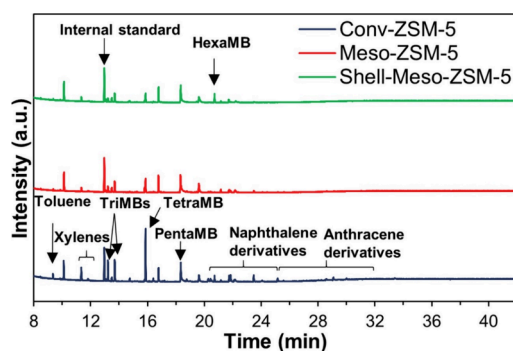 Internal standard
HexaMB
Conv-ZSM-5
Meso-ZSM-5
Shell-Meso-ZSM-5
Intensity (a.u.)
Toluene
TriMBs
TetraMB
Xylenes
PentaMB
Naphthalene
derivatives
Anthracene
derivatives
8 12 16 20 24 28 32 36 40
Time (min)